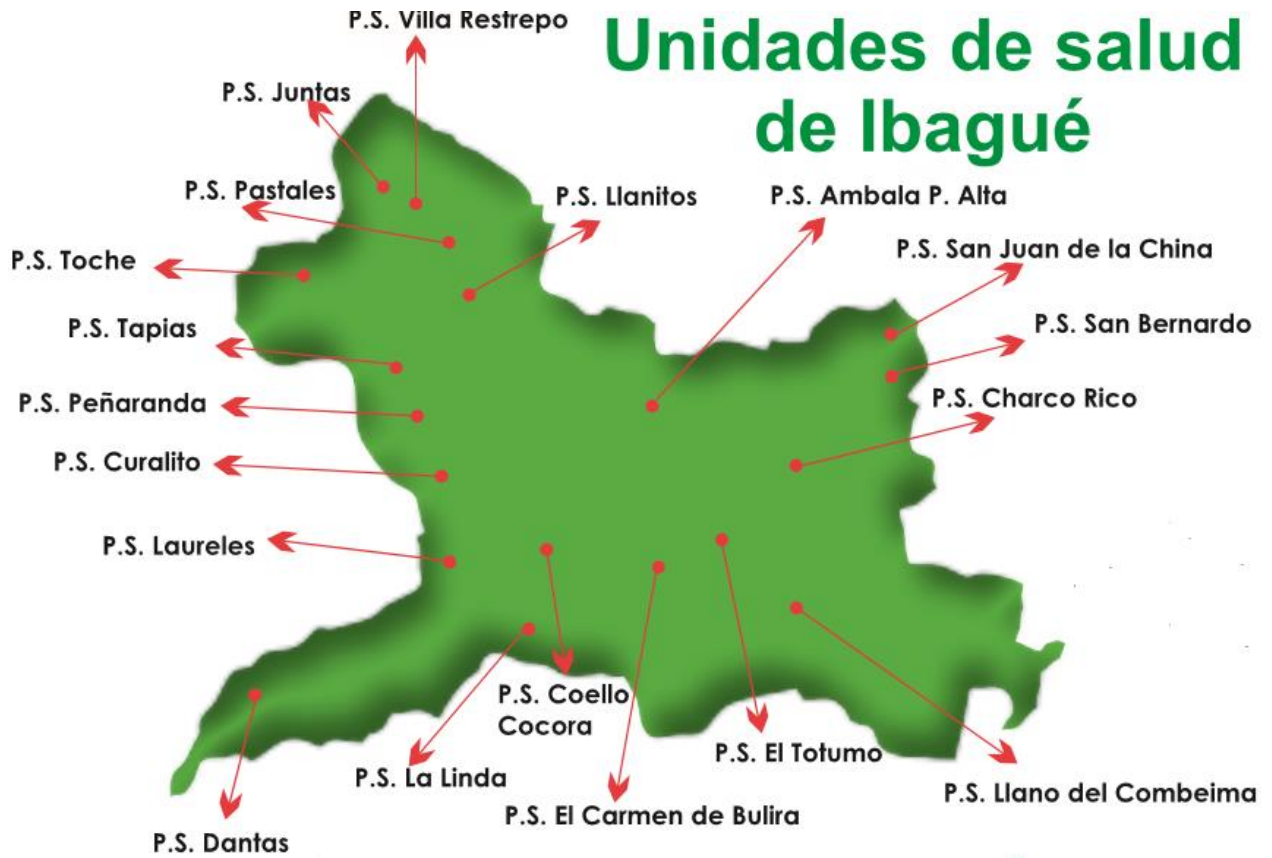 P.S. Villa Restrepo
Unidades de salud
de Ibagué
P.S. Juntas
P.S. Pastales
P.S. Llanitos
P.S. Ambala P. Alta
P.S. San Juan de la China
P.S. Toche
P.S. Tapias
P.S. San Bernardo
P.S. Peñaranda
P.S. Charco Rico
P.S. Curalito
P.S. Laureles
P.S. Coello
Cocora
P.S. El Totumo
P.S. La Linda
P.S. Llano del Combeima
P.S. El Carmen de Bulira
P.S. Dantas